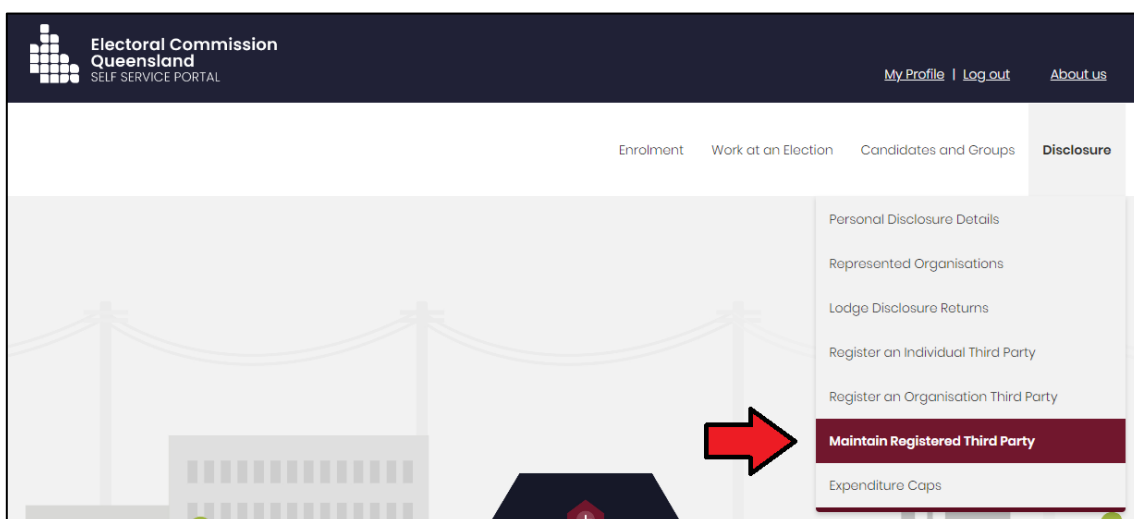 Electoral Commission
Queensland
SELF SERVICE PORTAL
My Profile | Log out About us
Enrolment Work at an Election Candidates and Groups Disclosure
Personal Disclosure Details
Represented Organisations
Lodge Disclosure Returns
Register an Individual Third Party
Register an Organisation Third Party
Maintain Registered Third Party
Expenditure Caps